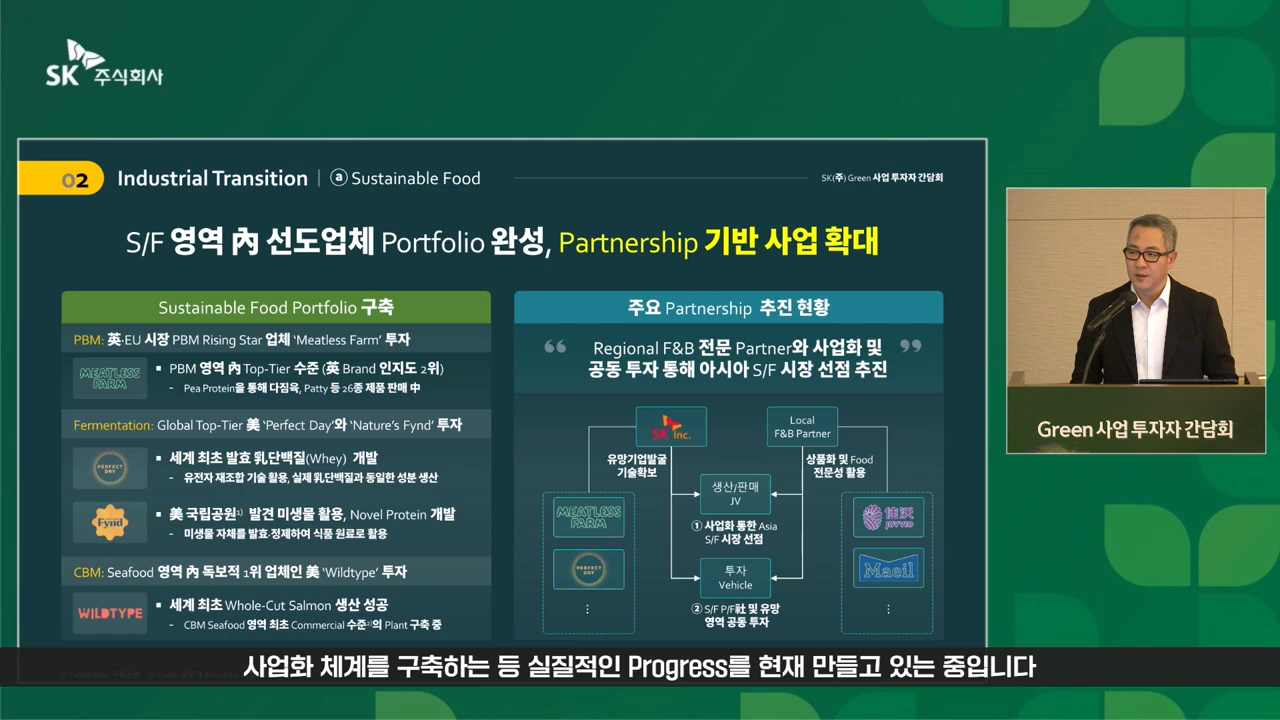 SK 주식회사
02 Industrial Transition | ⓐ Sustainable Food
SK(주) Green 사업 투자자 간담회
S/F 영역 內 선도업체 Portfolio 완성, Partnership 기반 사업 확대
Sustainable Food Portfolio 구축
PBM: 英·EU 시장 PBM Rising Star 업체 ‘Meatless Farm’ 투자
MEATLESS FARM
▪ PBM 영역 內 Top-Tier 수준 (英 Brand 인지도 2위)
- Pea Protein을 통해 다짐육, Patty 등 26종 제품 판매 中
Fermentation: Global Top-Tier 美 ‘Perfect Day’와 ‘Nature’s Fynd’ 투자
PERFECT DAY
▪ 세계 최초 발효 乳단백질(Whey) 개발
- 유전자 재조합 기술 활용, 실제 乳단백질과 동일한 성분 생산
Fynd
▪ 美 국립공원¹⁾ 발견 미생물 활용, Novel Protein 개발
- 미생물 자체를 발효·정제하여 식품 원료로 활용
CBM: Seafood 영역 內 독보적 1위 업체인 美 ‘Wildtype’ 투자
WILDTYPE
▪ 세계 최초 Whole-Cut Salmon 생산 성공
- CBM Seafood 영역 최초 Commercial 수준²⁾의 Plant 구축 중
주요 Partnership 추진 현황
“ Regional F&B 전문 Partner와 사업화 및 ”
공동 투자 통해 아시아 S/F 시장 선점 추진
SK Inc.
Local
F&B Partner
유망기업발굴
기술확보
상품화 및 Food
전문성 활용
생산/판매
JV
① 사업화 통한 Asia
S/F 시장 선점
투자
Vehicle
② S/F P/F社 및 유망
영역 공동 투자
MEATLESS FARM
PERFECT DAY
⋮
佳沃
JOYVIO
Maeil
⋮
Green 사업 투자자 간담회
사업화 체계를 구축하는 등 실질적인 Progress를 현재 만들고 있는 중입니다